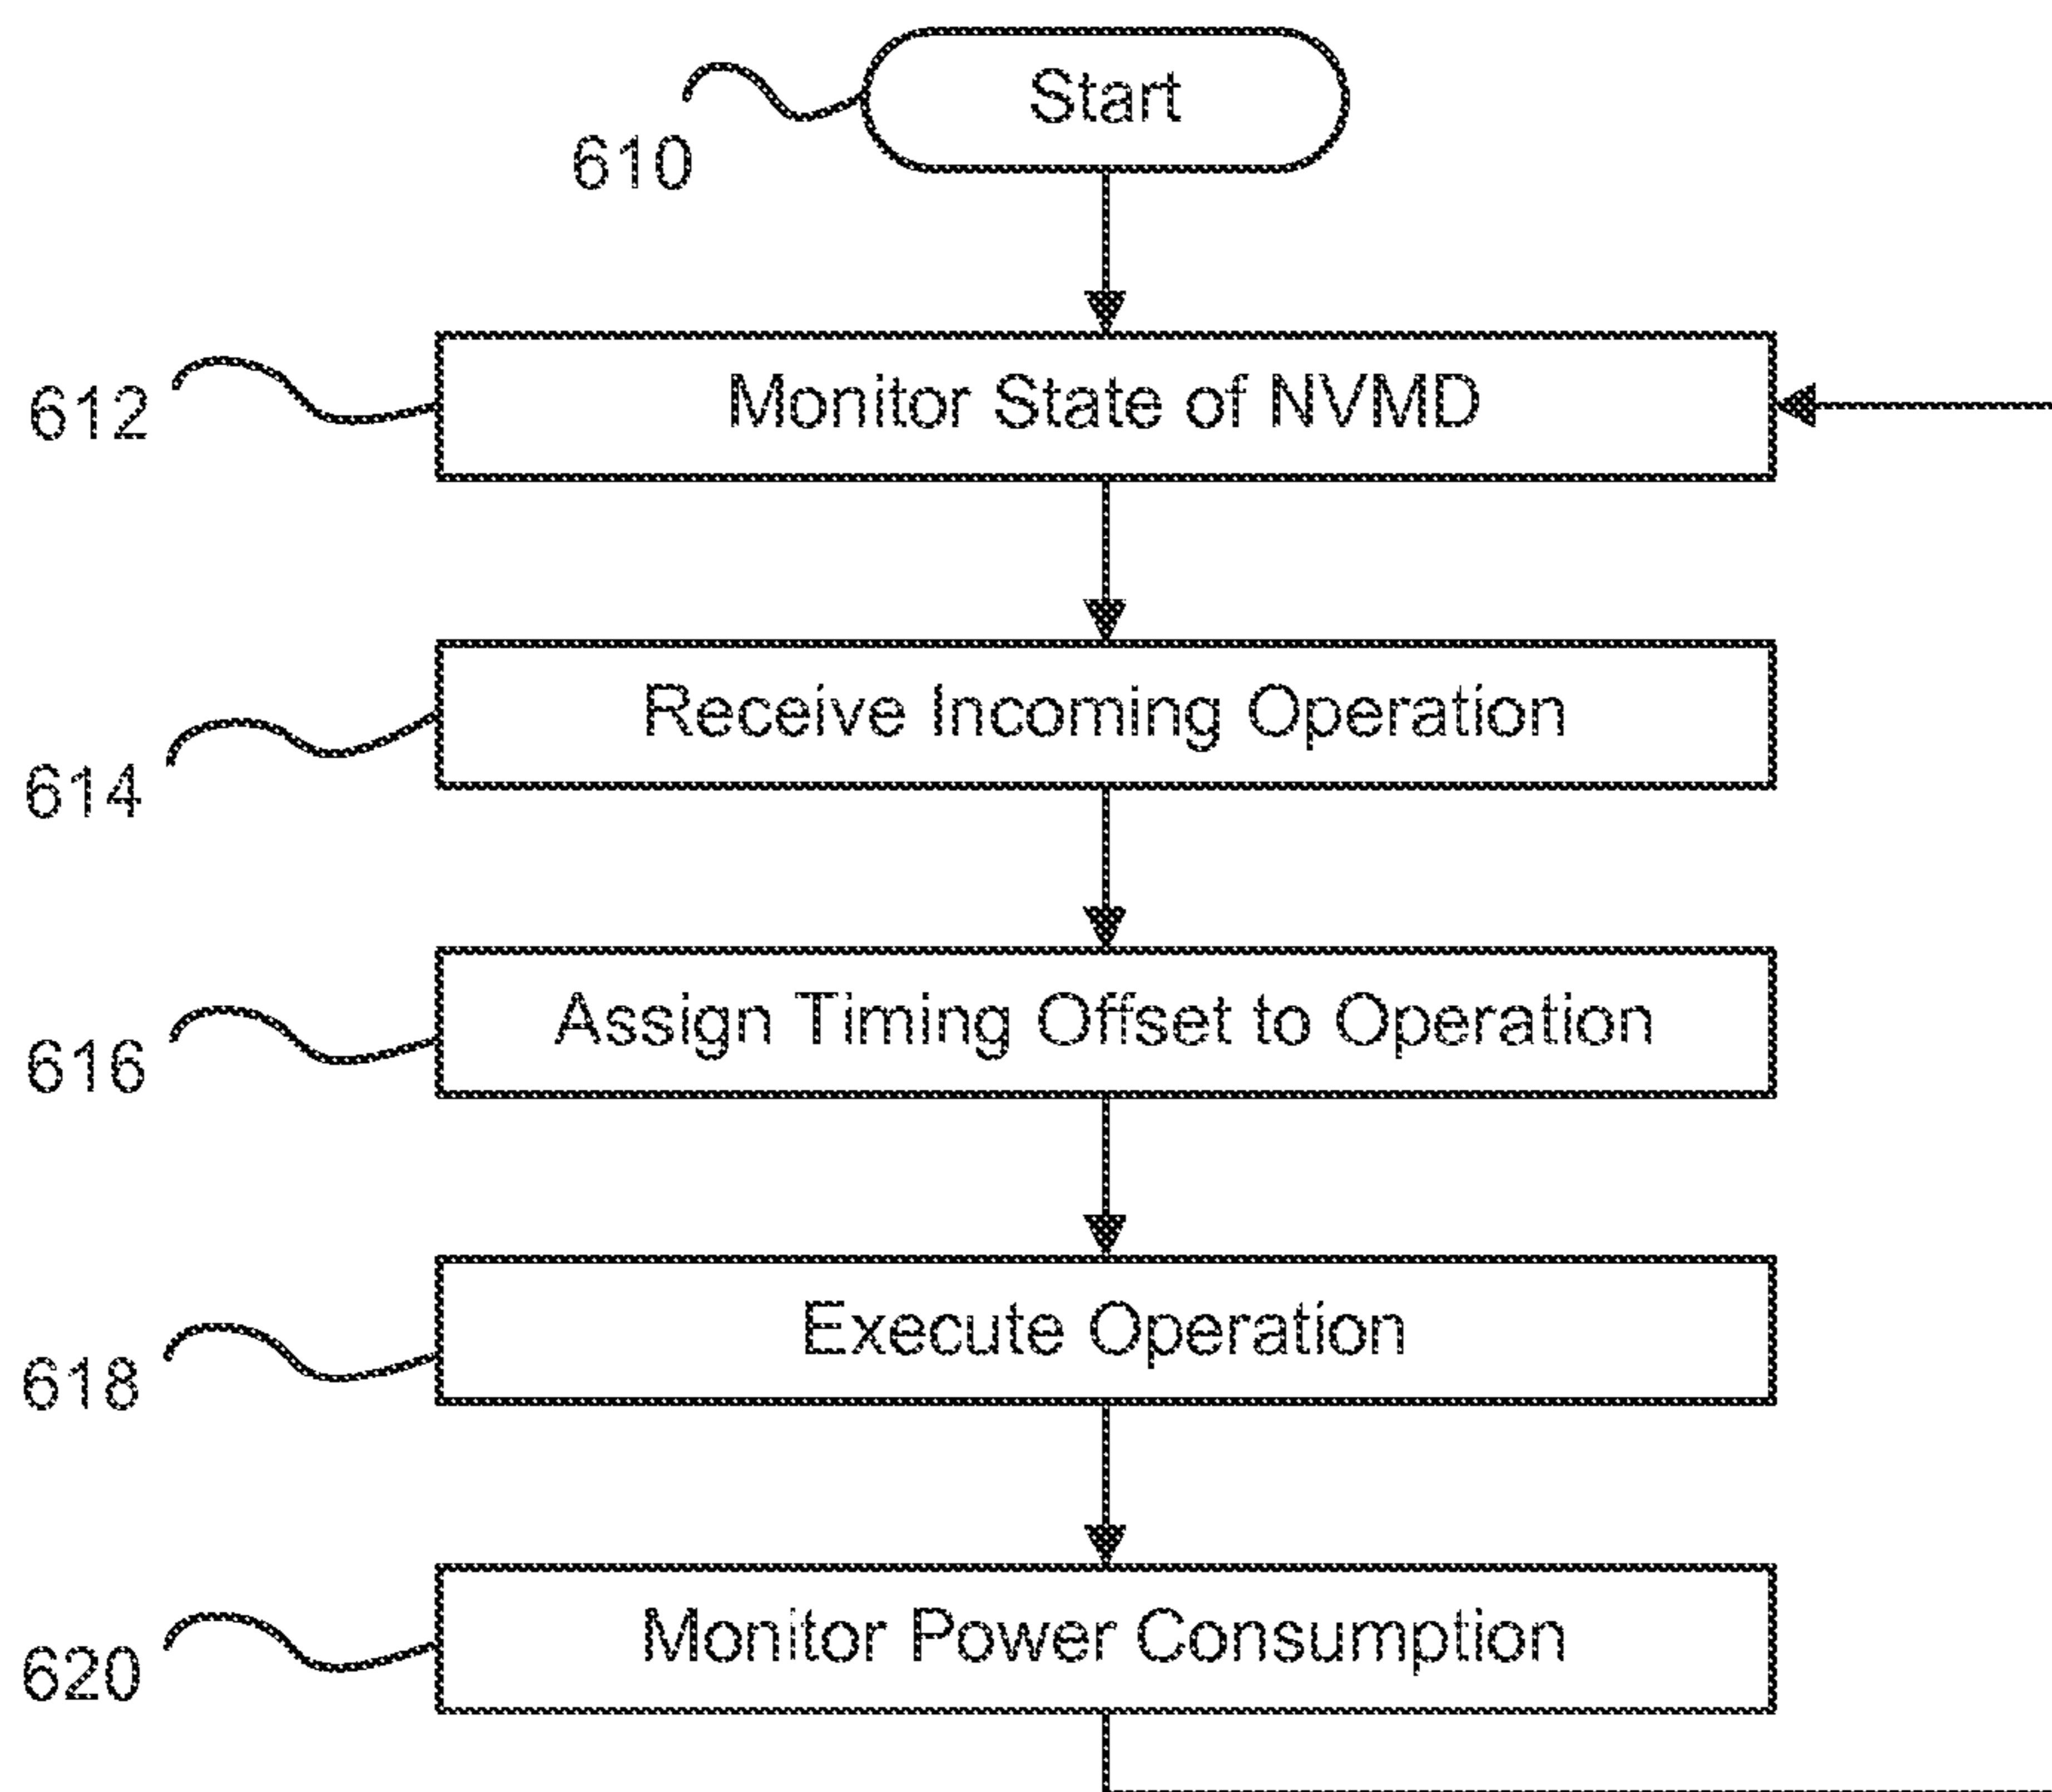 Start
610
Monitor State of NVMD
612
Receive Incoming Operation
614
Assign Timing Offset to Operation
616
Execute Operation
618
Monitor Power Consumption
620